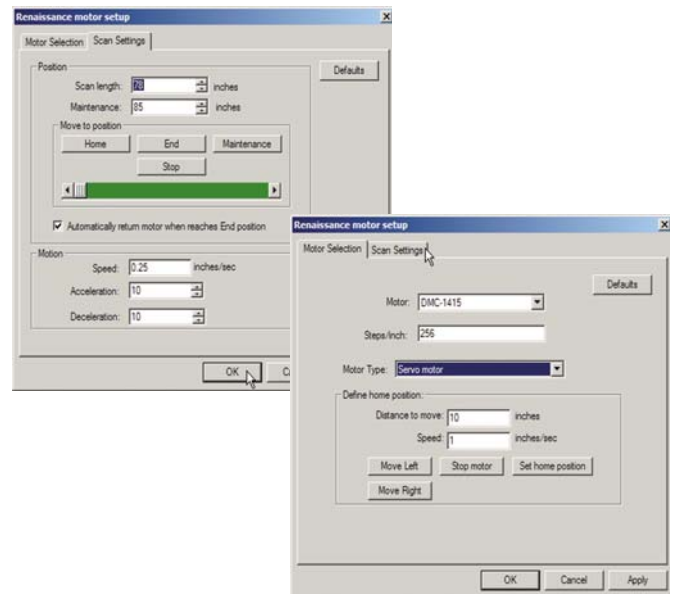 Renaissance motor setup
Motor Selection Scan Settings
Position
Scan length: 78 inches
Maintenance: 85 inches
Move to position
Home End Maintenance
Stop
Automatically return motor when reaches End position
Motion
Speed: 0.25 inches/sec
Acceleration: 10
Deceleration: 10
Defaults
OK
Renaissance motor setup
Motor Selection Scan Settings
Defaults
Motor: DMC-1415
Steps/inch: 256
Motor Type: Servo motor
Define home position:
Distance to move: 10 inches
Speed: 1 inches/sec
Move Left Stop motor Set home position
Move Right
OK Cancel Apply